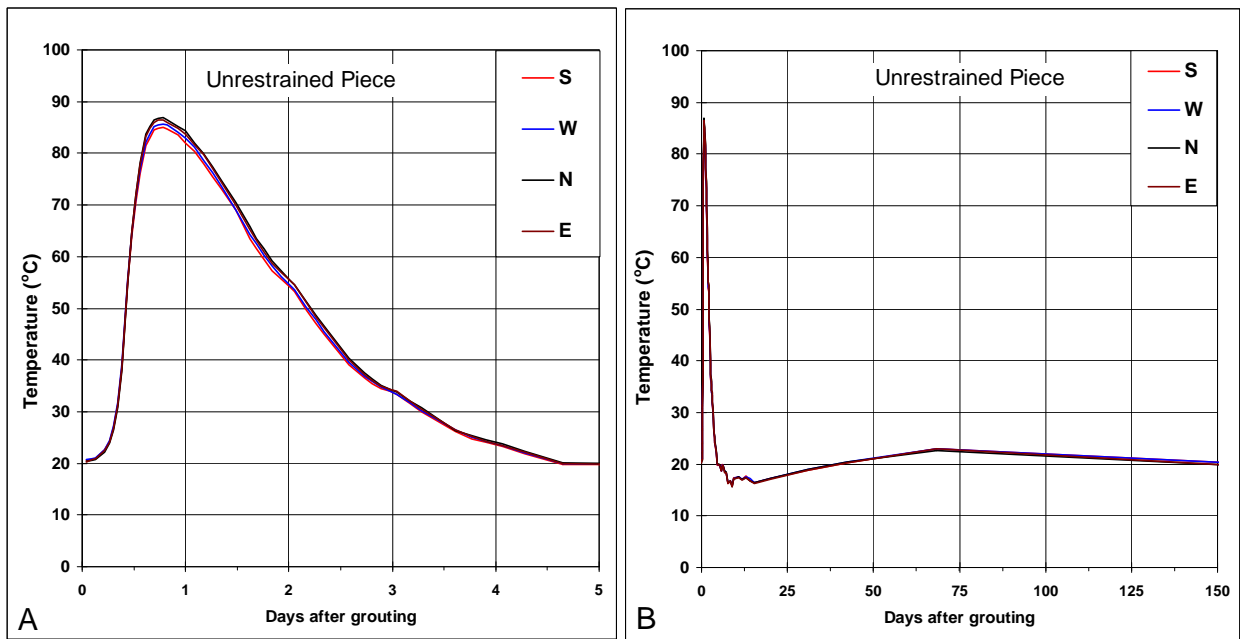 Unrestrained Piece
Temperature (°C)
100
90
80
70
60
50
40
30
20
10
0
0 1 2 3 4 5
Days after grouting
S
W
N
E
A
Unrestrained Piece
Temperature (°C)
100
90
80
70
60
50
40
30
20
10
0
0 25 50 75 100 125 150
Days after grouting
S
W
N
E
B